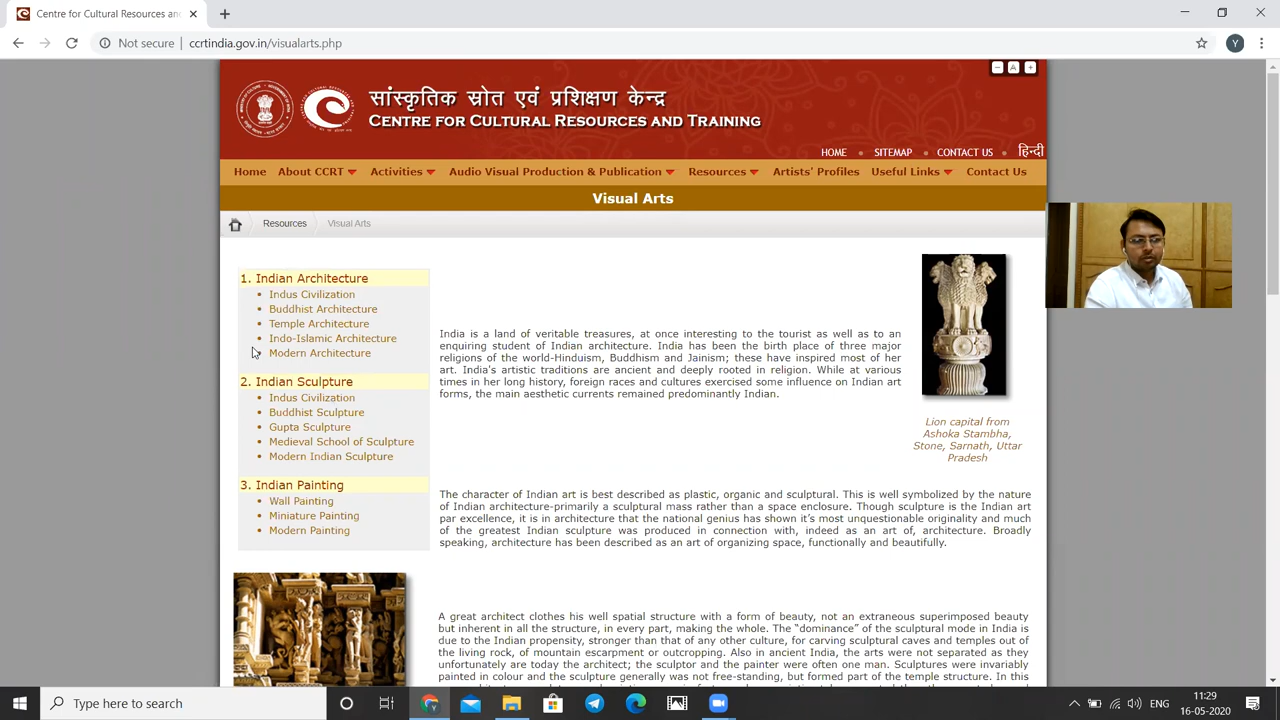 Centre for Cultural Resources and
Not secure ccrtindia.gov.in/visualarts.php
Y
- A +
सांस्कृतिक स्रोत एवं प्रशिक्षण केन्द्र
CENTRE FOR CULTURAL RESOURCES AND TRAINING
HOME SITEMAP CONTACT US हिन्दी
Home About CCRT Activities Audio Visual Production & Publication Resources Artists' Profiles Useful Links Contact Us
Visual Arts
Resources Visual Arts
1. Indian Architecture
Indus Civilization
Buddhist Architecture
Temple Architecture
Indo-Islamic Architecture
Modern Architecture
2. Indian Sculpture
Indus Civilization
Buddhist Sculpture
Gupta Sculpture
Medieval School of Sculpture
Modern Indian Sculpture
3. Indian Painting
Wall Painting
Miniature Painting
Modern Painting
India is a land of veritable treasures, at once interesting to the tourist as well as to an
enquiring student of Indian architecture. India has been the birth place of three major
religions of the world-Hinduism, Buddhism and Jainism; these have inspired most of her
art. India's artistic traditions are ancient and deeply rooted in religion. While at various
times in her long history, foreign races and cultures exercised some influence on Indian art
forms, the main aesthetic currents remained predominantly Indian.
Lion capital from
Ashoka Stambha,
Stone, Sarnath, Uttar
Pradesh
The character of Indian art is best described as plastic, organic and sculptural. This is well symbolized by the nature
of Indian architecture-primarily a sculptural mass rather than a space enclosure. Though sculpture is the Indian art
par excellence, it is in architecture that the national genius has shown it's most unquestionable originality and much
of the greatest Indian sculpture was produced in connection with, indeed as an art of, architecture. Broadly
speaking, architecture has been described as an art of organizing space, functionally and beautifully.
A great architect clothes his well spatial structure with a form of beauty, not an extraneous superimposed beauty
but inherent in all the structure, in every part, making the whole. The "dominance" of the sculptural mode in India is
due to the Indian propensity, stronger than that of any other culture, for carving sculptural caves and temples out of
the living rock, of mountain escarpment or outcropping. Also in ancient India, the arts were not separated as they
unfortunately are today the architect; the sculptor and the painter were often one man. Sculptures were invariably
painted in colour and the sculpture generally was not free-standing, but formed part of the temple structure. In this
Type here to search
ENG
11:29
16-05-2020